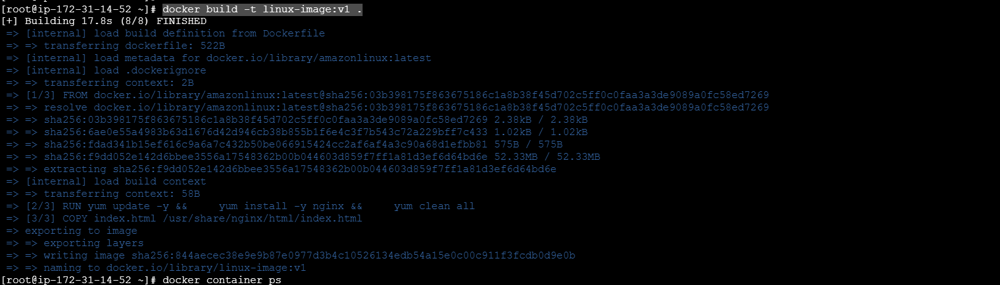 [root@ip-172-31-14-52 ~]# docker build -t linux-image:v1 .
[+] Building 17.8s (8/8) FINISHED
=> [internal] load build definition from Dockerfile
=> => transferring dockerfile: 522B
=> [internal] load metadata for docker.io/library/amazonlinux:latest
=> [internal] load .dockerignore
=> => transferring context: 2B
=> [1/3] FROM docker.io/library/amazonlinux:latest@sha256:03b398175f863675186c1a8b38f45d702c5ff0c0faa3a3de9089a0fc58ed7269
=> => resolve docker.io/library/amazonlinux:latest@sha256:03b398175f863675186c1a8b38f45d702c5ff0c0faa3a3de9089a0fc58ed7269
=> => sha256:03b398175f863675186c1a8b38f45d702c5ff0c0faa3a3de9089a0fc58ed7269 2.38kB / 2.38kB
=> => sha256:6ae0e55a4983b63d1676d42d946cb38b855b1f6e4c3f7b543c72a229bff7c433 1.02kB / 1.02kB
=> => sha256:fdad341b15ef616c9a6a7c432b50be066915424cc2af6af4a3c90a68d1efbb81 575B / 575B
=> => sha256:f9dd052e142d6bbee3556a17548362b00b044603d859f7ff1a81d3ef6d64bd6e 52.33MB / 52.33MB
=> => extracting sha256:f9dd052e142d6bbee3556a17548362b00b044603d859f7ff1a81d3ef6d64bd6e
=> [internal] load build context
=> => transferring context: 58B
=> [2/3] RUN yum update -y &&     yum install -y nginx &&     yum clean all
=> [3/3] COPY index.html /usr/share/nginx/html/index.html
=> exporting to image
=> => exporting layers
=> => writing image sha256:844aecec38e9e9b87e0977d3b4c10526134edb54a15e0c00c911f3fcdb0d9e0b
=> => naming to docker.io/library/linux-image:v1
[root@ip-172-31-14-52 ~]# docker container ps